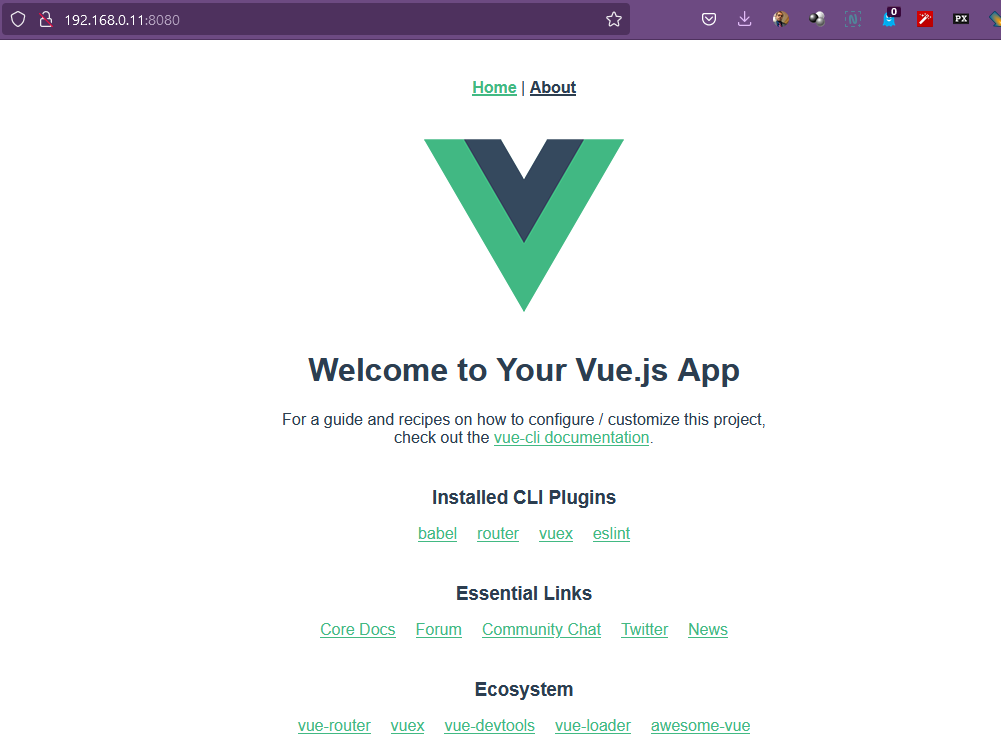 192.168.0.11:8080
0
N
PX
Home | About
Welcome to Your Vue.js App
For a guide and recipes on how to configure / customize this project,
check out the vue-cli documentation.
Installed CLI Plugins
babel router vuex eslint
Essential Links
Core Docs Forum Community Chat Twitter News
Ecosystem
vue-router vuex vue-devtools vue-loader awesome-vue